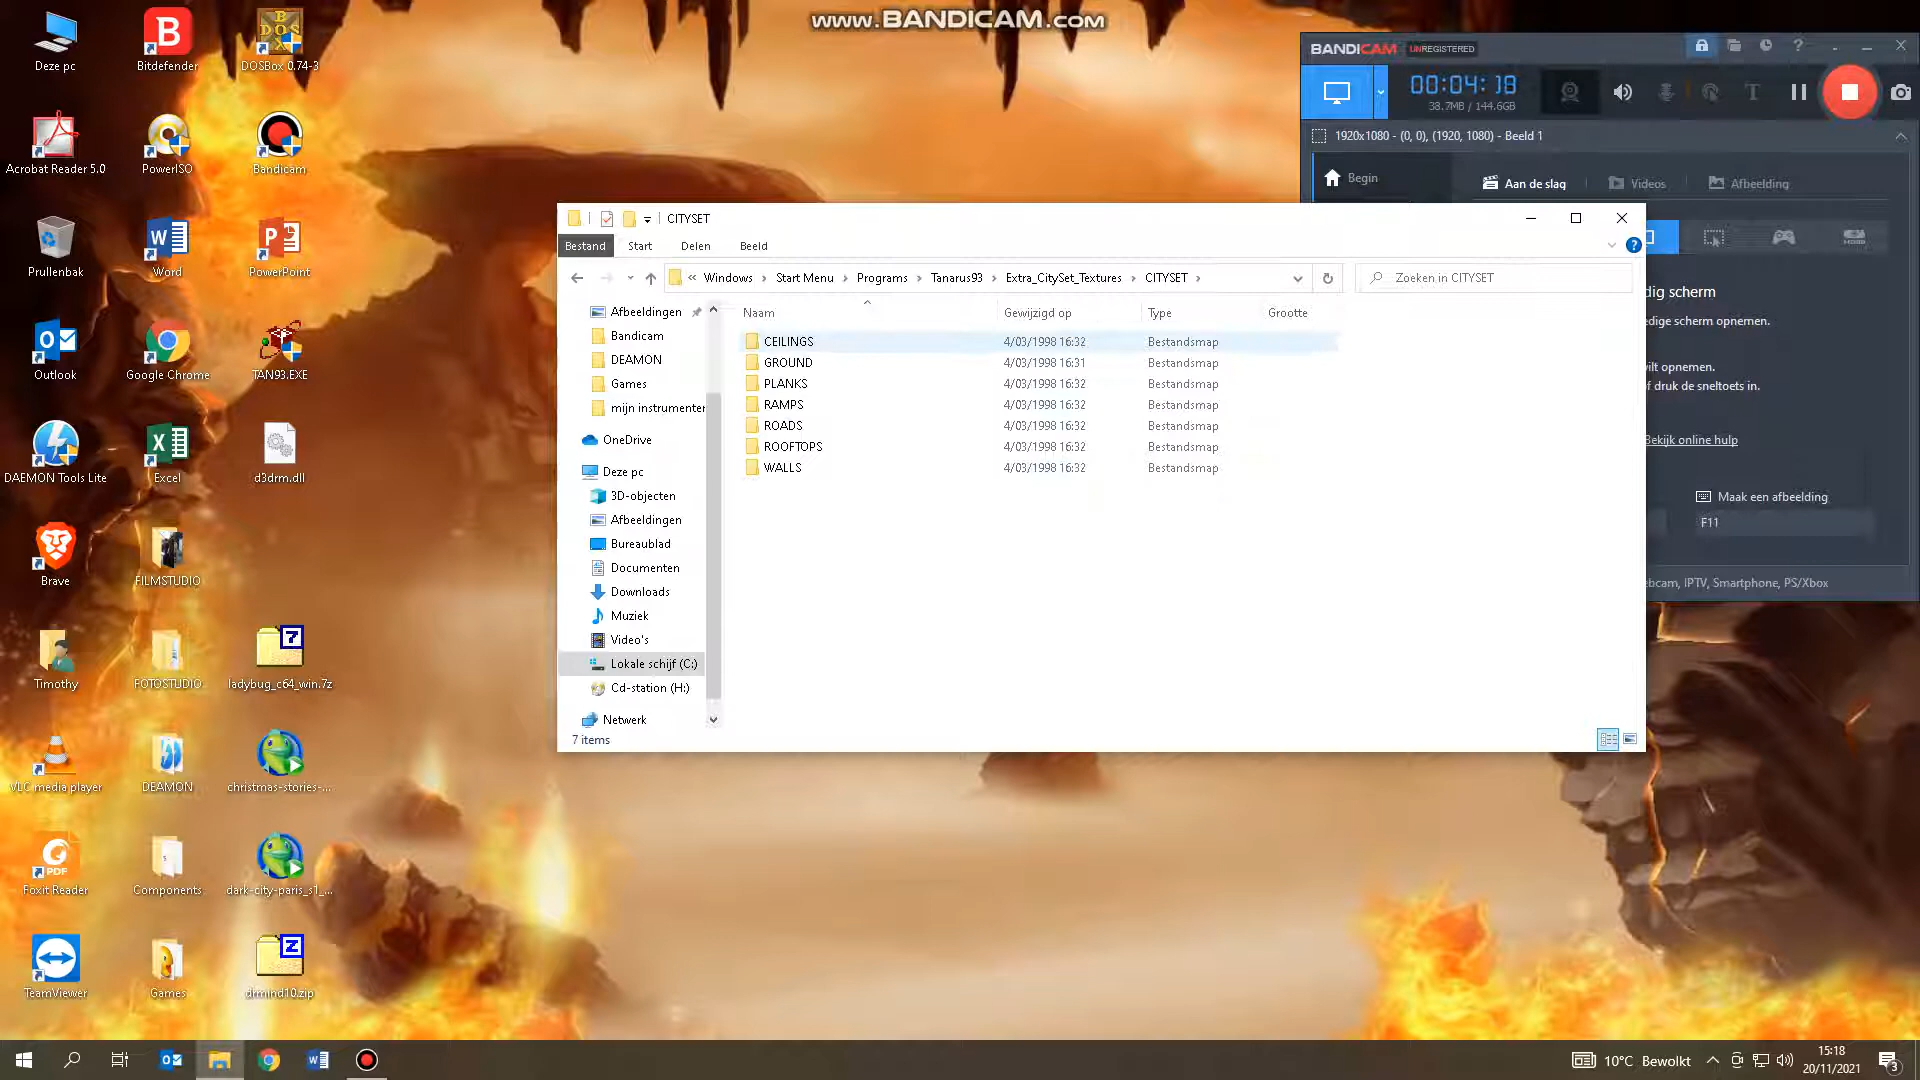 www.BANDICAM.com
Deze pc
Bitdefender
DOSBox 0.74-3
Acrobat Reader 5.0
PowerISO
Bandicam
Prullenbak
Word
PowerPoint
Outlook
Google Chrome
TAN93.EXE
DAEMON Tools Lite
Excel
d3drm.dll
Brave
FILMSTUDIO
Timothy
FOTOSTUDIO
ladybug_c64_win.7z
VLC media player
DEAMON
christmas-stories-...
Foxit Reader
Components
dark-city-paris_s1_...
TeamViewer
Games
drmind10.zip
BANDICAM UNREGISTERED
00:04:18
38.7MB / 144.6GB
1920x1080 - (0, 0), (1920, 1080) - Beeld 1
Begin
Aan de slag
Videos
Afbeelding
dig scherm
edige scherm opnemen.
wilt opnemen.
f druk de sneltoets in.
Bekijk online hulp
Maak een afbeelding
F11
ebcam, IPTV, Smartphone, PS/Xbox
CITYSET
Bestand
Start
Delen
Beeld
« Windows › Start Menu › Programs › Tanarus93 › Extra_CitySet_Textures › CITYSET ›
Zoeken in CITYSET
Afbeeldingen
Bandicam
DEAMON
Games
mijn instrumenter
OneDrive
Deze pc
3D-objecten
Afbeeldingen
Bureaublad
Documenten
Downloads
Muziek
Video's
Lokale schijf (C:)
Cd-station (H:)
Netwerk
Naam Gewijzigd op Type Grootte
CEILINGS 4/03/1998 16:32 Bestandsmap
GROUND 4/03/1998 16:31 Bestandsmap
PLANKS 4/03/1998 16:32 Bestandsmap
RAMPS 4/03/1998 16:32 Bestandsmap
ROADS 4/03/1998 16:32 Bestandsmap
ROOFTOPS 4/03/1998 16:32 Bestandsmap
WALLS 4/03/1998 16:32 Bestandsmap
7 items
10°C Bewolkt
15:18
20/11/2021
3